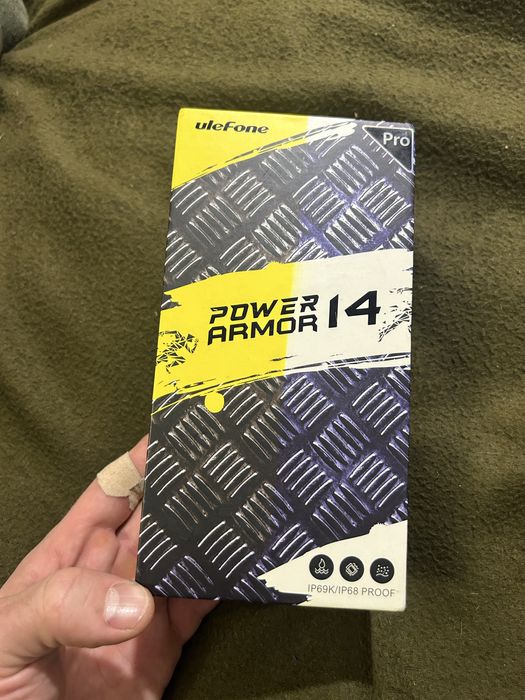 uleFone
Pro
POWER
ARMOR 14
IP69K/IP68 PROOF